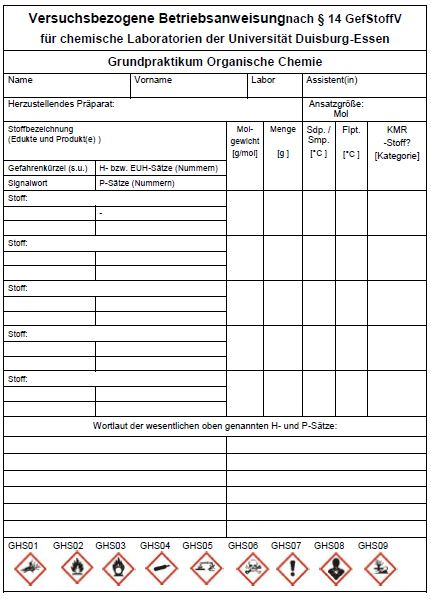 Versuchsbezogene Betriebsanweisungnach § 14 GefStoffV
für chemische Laboratorien der Universität Duisburg-Essen
Grundpraktikum Organische Chemie
Name Vorname Labor Assistent(in)
Herzustellendes Präparat: Ansatzgröße:
Mol
Stoffbezeichnung
(Edukte und Produkt(e) )
Mol-
gewicht
[g/mol]
Menge
[g ]
Sdp. /
Smp.
[°C ]
Flpt.
[°C ]
KMR
-Stoff?
[Kategorie]
Gefahrenkürzel (s.u.) H- bzw. EUH-Sätze (Nummern)
Signalwort P-Sätze (Nummern)
Stoff:
-
Stoff:
Stoff:
Stoff:
Stoff:
Wortlaut der wesentlichen oben genannten H- und P-Sätze:
GHS01 GHS02 GHS03 GHS04 GHS05 GHS06 GHS07 GHS08 GHS09